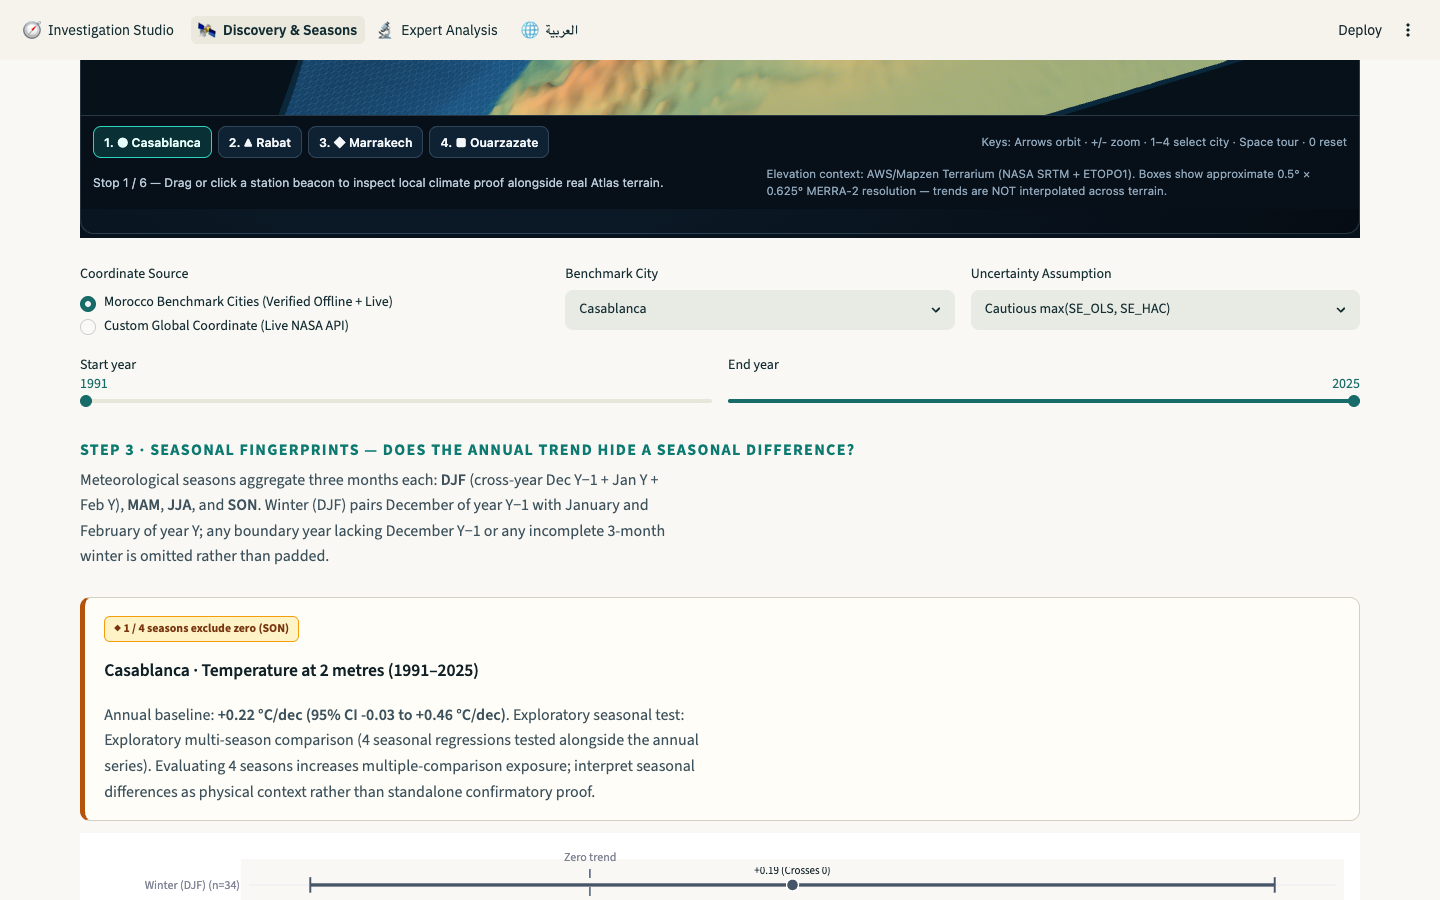 Investigation Studio
Discovery & Seasons
Expert Analysis
العربية
Deploy
1. Casablanca
2. Rabat
3. Marrakech
4. Ouarzazate
Keys: Arrows orbit · +/- zoom · 1–4 select city · Space tour · 0 reset
Stop 1 / 6 — Drag or click a station beacon to inspect local climate proof alongside real Atlas terrain.
Elevation context: AWS/Mapzen Terrarium (NASA SRTM + ETOPO1). Boxes show approximate 0.5° ×
0.625° MERRA-2 resolution — trends are NOT interpolated across terrain.
Coordinate Source
Morocco Benchmark Cities (Verified Offline + Live)
Custom Global Coordinate (Live NASA API)
Benchmark City
Casablanca
Uncertainty Assumption
Cautious max(SE_OLS, SE_HAC)
Start year
1991
End year
2025
STEP 3 · SEASONAL FINGERPRINTS — DOES THE ANNUAL TREND HIDE A SEASONAL DIFFERENCE?
Meteorological seasons aggregate three months each: DJF (cross-year Dec Y−1 + Jan Y +
Feb Y), MAM, JJA, and SON. Winter (DJF) pairs December of year Y−1 with January and
February of year Y; any boundary year lacking December Y−1 or any incomplete 3-month
winter is omitted rather than padded.
1 / 4 seasons exclude zero (SON)
Casablanca · Temperature at 2 metres (1991–2025)
Annual baseline: +0.22 °C/dec (95% CI -0.03 to +0.46 °C/dec). Exploratory seasonal test:
Exploratory multi-season comparison (4 seasonal regressions tested alongside the annual
series). Evaluating 4 seasons increases multiple-comparison exposure; interpret seasonal
differences as physical context rather than standalone confirmatory proof.
Zero trend
+0.19 (Crosses 0)
Winter (DJF) (n=34)